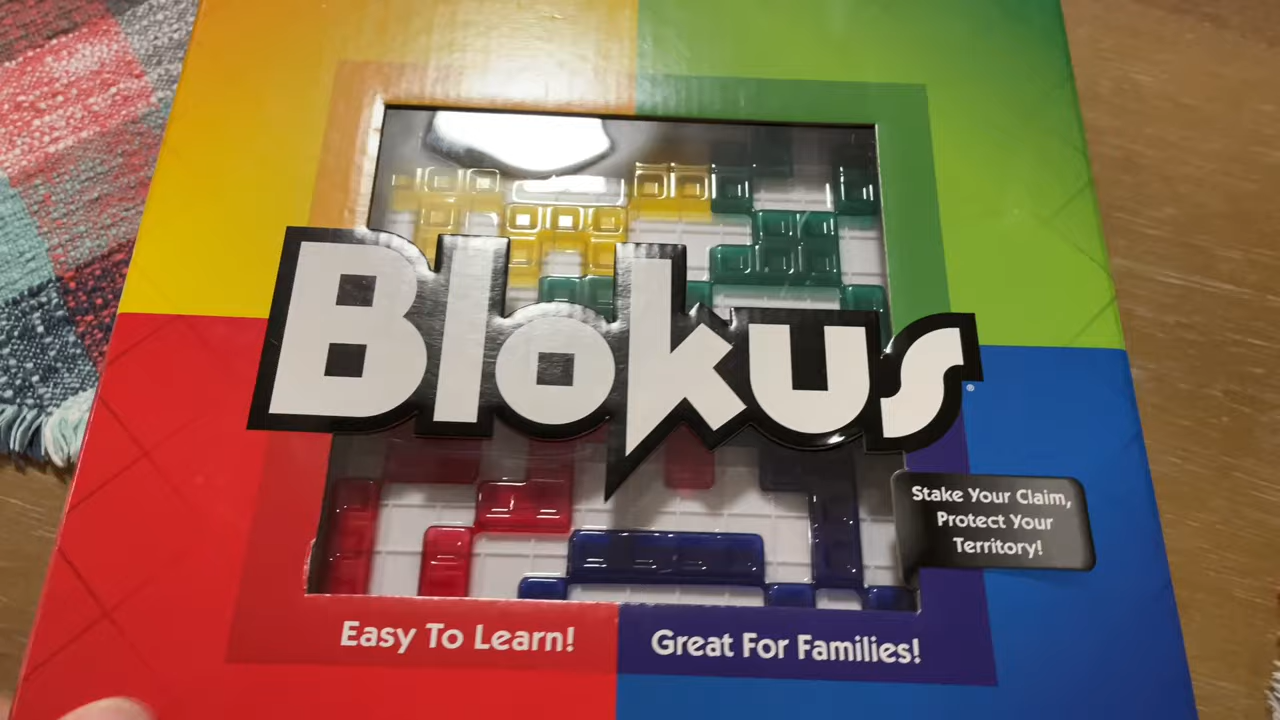 Blokus®
Stake Your Claim,
Protect Your
Territory!
Easy To Learn!
Great For Families!